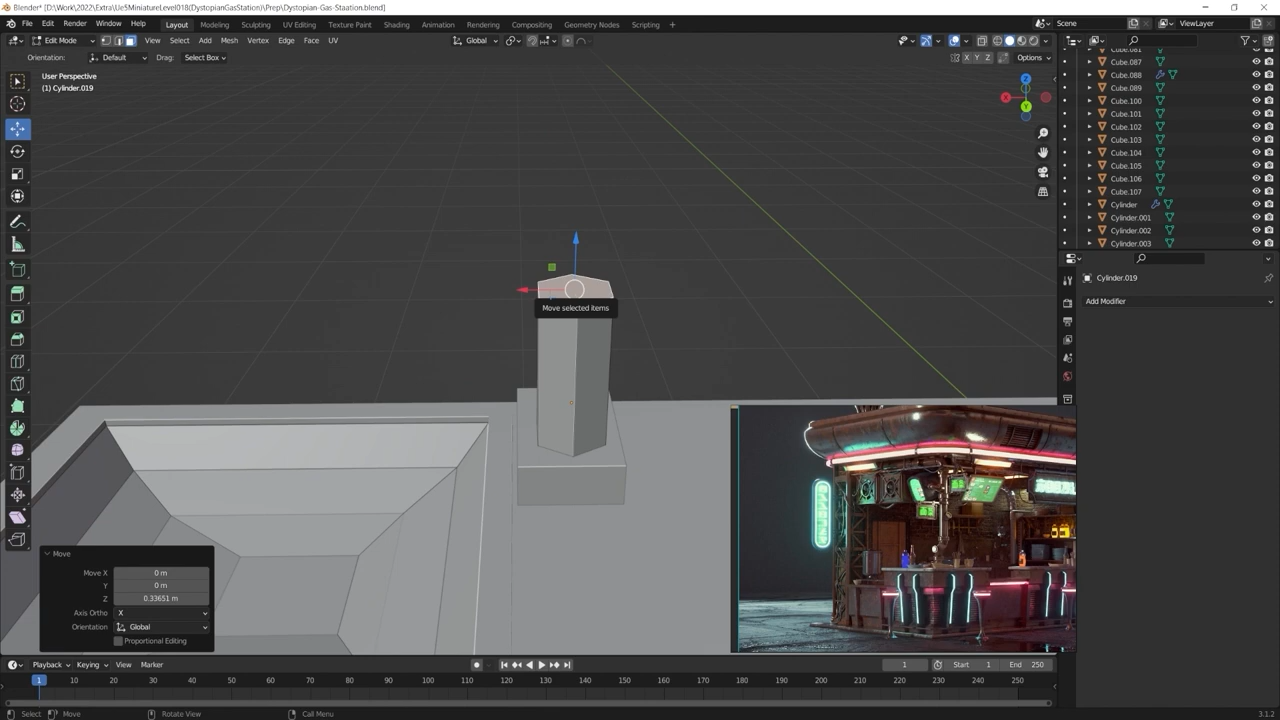 Blender* [D:\Work\2022\Extra\Ue5MiniatureLevel018(DystopanGasStation)\Prep\Dystopian-Gas-Staation.blend]
File Edit Render Window Help Layout Modeling Sculpting UV Editing Texture Paint Shading Animation Rendering Compositing Geometry Nodes Scripting + Scene ViewLayer
Edit Mode View Select Add Mesh Vertex Edge Face UV Global
Orientation: Default Drag: Select Box X Y Z Options
User Perspective
(1) Cylinder.019
Z
X
Y
Move selected items
Cube.081
Cube.087
Cube.088
Cube.089
Cube.100
Cube.101
Cube.102
Cube.103
Cube.104
Cube.105
Cube.106
Cube.107
Cylinder
Cylinder.001
Cylinder.002
Cylinder.003
Cylinder.019
Add Modifier
Move
Move X 0 m
Y 0 m
Z 0.33651 m
Axis Ortho X
Orientation Global
Proportional Editing
Playback Keying View Marker 1 Start 1 End 250
1 10 20 30 40 50 60 70 80 90 100 110 120 130 140 150 160 170 180 190 200 210 220 230 240 250
Select Move Rotate View Call Menu 3.1.2